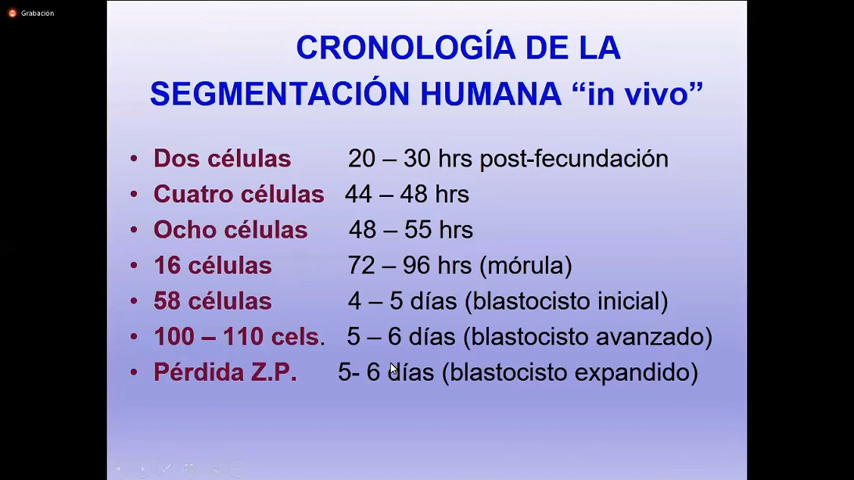 Grabación
CRONOLOGÍA DE LA
SEGMENTACIÓN HUMANA “in vivo”
• Dos células 20 – 30 hrs post-fecundación
• Cuatro células 44 – 48 hrs
• Ocho células 48 – 55 hrs
• 16 células 72 – 96 hrs (mórula)
• 58 células 4 – 5 días (blastocisto inicial)
• 100 – 110 cels. 5 – 6 días (blastocisto avanzado)
• Pérdida Z.P. 5- 6 días (blastocisto expandido)